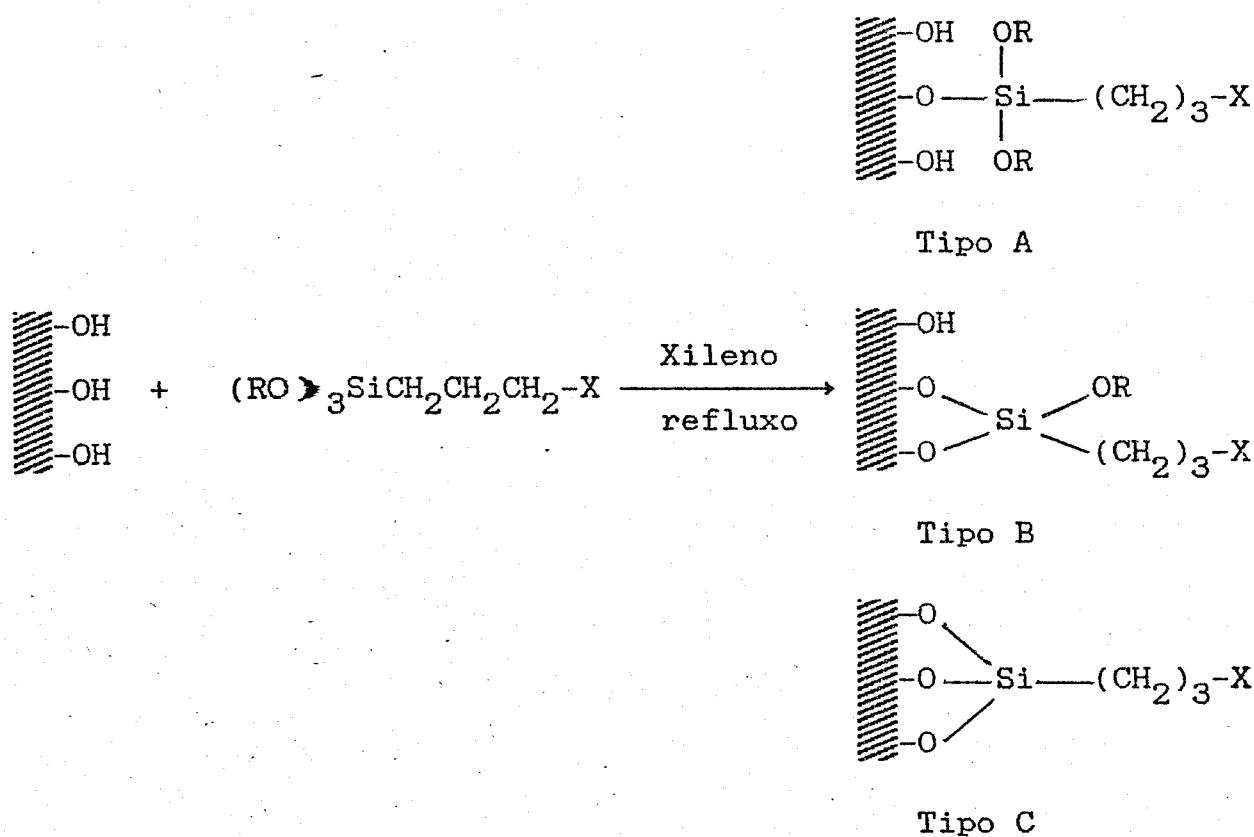 -OH OR
-O—Si—(CH2)3-X
-OH OR
Tipo A
-OH
-OH + (RO)3SiCH2CH2CH2-X
-OH
Xileno
refluxo
-OH
-O OR
Si
-O (CH2)3-X
Tipo B
-O
-O—Si—(CH2)3-X
-O
Tipo C